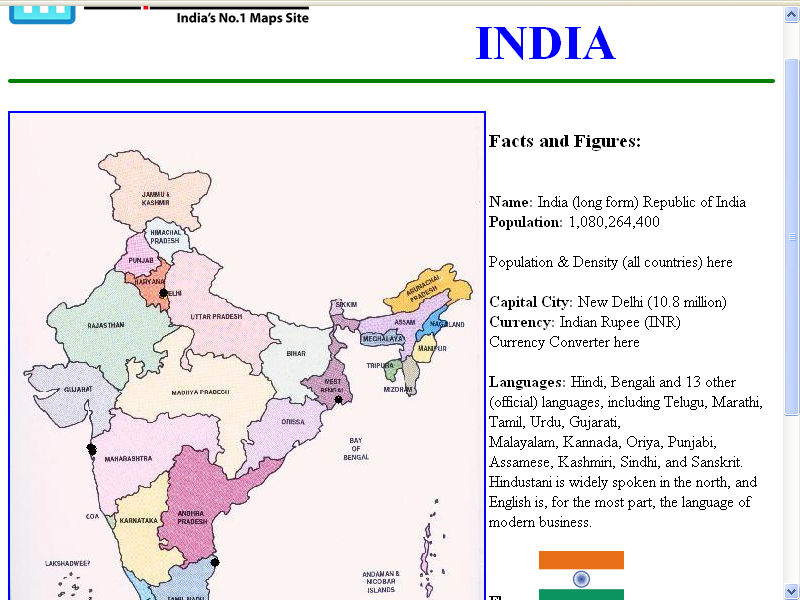 India's No.1 Maps Site
INDIA
Facts and Figures:
Name: India (long form) Republic of India
Population: 1,080,264,400
Population & Density (all countries) here
Capital City: New Delhi (10.8 million)
Currency: Indian Rupee (INR)
Currency Converter here
Languages: Hindi, Bengali and 13 other
(official) languages, including Telugu, Marathi,
Tamil, Urdu, Gujarati,
Malayalam, Kannada, Oriya, Punjabi,
Assamese, Kashmiri, Sindhi, and Sanskrit.
Hindustani is widely spoken in the north, and
English is, for the most part, the language of
modern business.
JAMMU &
KASHMIR
HIMACHAL
PRADESH
PUNJAB
HARYANA
DELHI
UTTAR PRADESH
RAJASTHAN
SIKKIM
ARUNACHAL
PRADESH
ASSAM
NAGALAND
MEGHALAYA
MANIPUR
TRIPURA
MIZORAM
BIHAR
WEST
BENGAL
GUJARAT
MADHYA PRADESH
ORISSA
BAY
OF
BENGAL
MAHARASHTRA
GOA
KARNATAKA
ANDHRA
PRADESH
LAKSHADWEEP
ANDAMAN &
NICOBAR
ISLANDS
TAMIL NADU